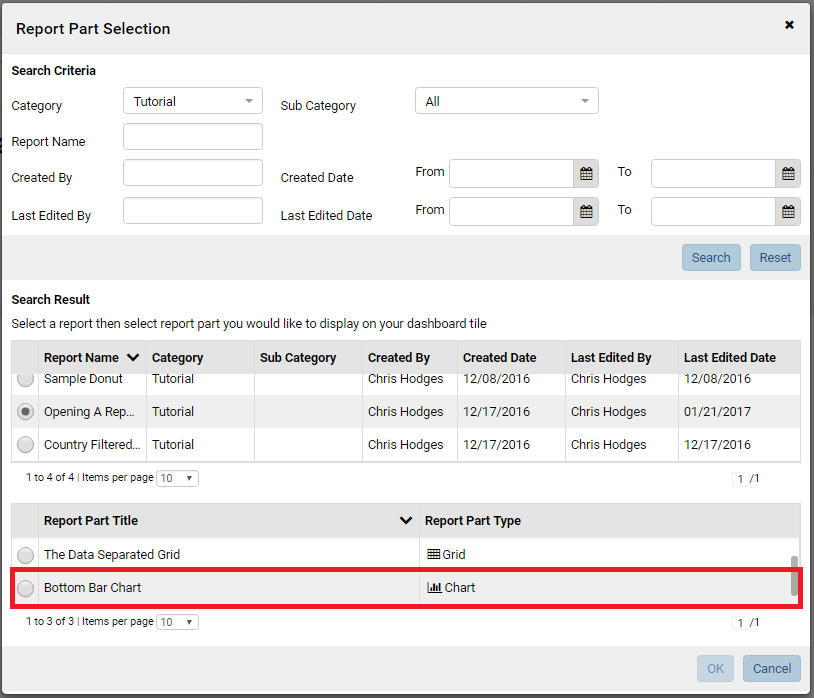 Report Part Selection
Search Criteria
Category Tutorial Sub Category All
Report Name
Created By Created Date From To
Last Edited By Last Edited Date From To
Search Reset
Search Result
Select a report then select report part you would like to display on your dashboard tile
Report Name Category Sub Category Created By Created Date Last Edited By Last Edited Date
Sample Donut Tutorial Chris Hodges 12/08/2016 Chris Hodges 12/08/2016
Opening A Rep... Tutorial Chris Hodges 12/17/2016 Chris Hodges 01/21/2017
Country Filtered... Tutorial Chris Hodges 12/17/2016 Chris Hodges 12/17/2016
1 to 4 of 4 | Items per page 10 1 /1
Report Part Title Report Part Type
The Data Separated Grid Grid
Bottom Bar Chart Chart
1 to 3 of 3 | Items per page 10 1 /1
OK Cancel